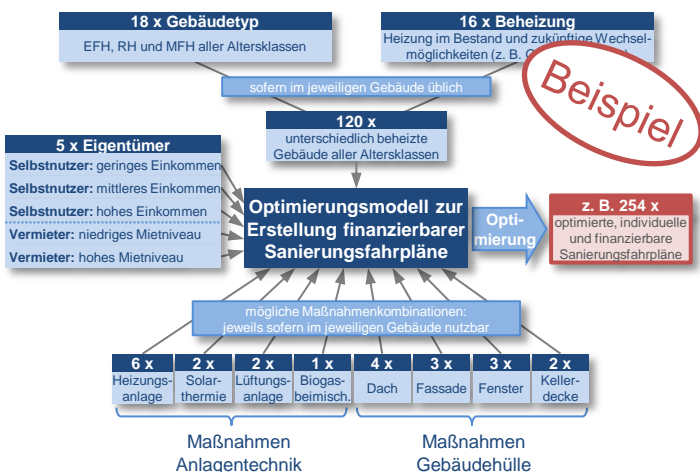 18 x Gebäudetyp
EFH, RH und MFH aller Altersklassen
16 x Beheizung
Heizung im Bestand und zukünftige Wechsel-
möglichkeiten (z. B.
Beispiel
sofern im jeweiligen Gebäude üblich
120 x
unterschiedlich beheizte
Gebäude aller Altersklassen
5 x Eigentümer
Selbstnutzer: geringes Einkommen
Selbstnutzer: mittleres Einkommen
Selbstnutzer: hohes Einkommen
Vermieter: niedriges Mietniveau
Vermieter: hohes Mietniveau
Optimierungsmodell zur
Erstellung finanzierbarer
Sanierungsfahrpläne
Opti-
mierung
z. B. 254 x
optimierte, individuelle
und finanzierbare
Sanierungsfahrpläne
mögliche Maßnahmenkombinationen:
jeweils sofern im jeweiligen Gebäude nutzbar
6 x
Heizungs-
anlage
2 x
Solar-
thermie
2 x
Lüftungs-
anlage
1 x
Biogas-
beimisch.
4 x
Dach
3 x
Fassade
3 x
Fenster
2 x
Keller-
decke
Maßnahmen
Anlagentechnik
Maßnahmen
Gebäudehülle